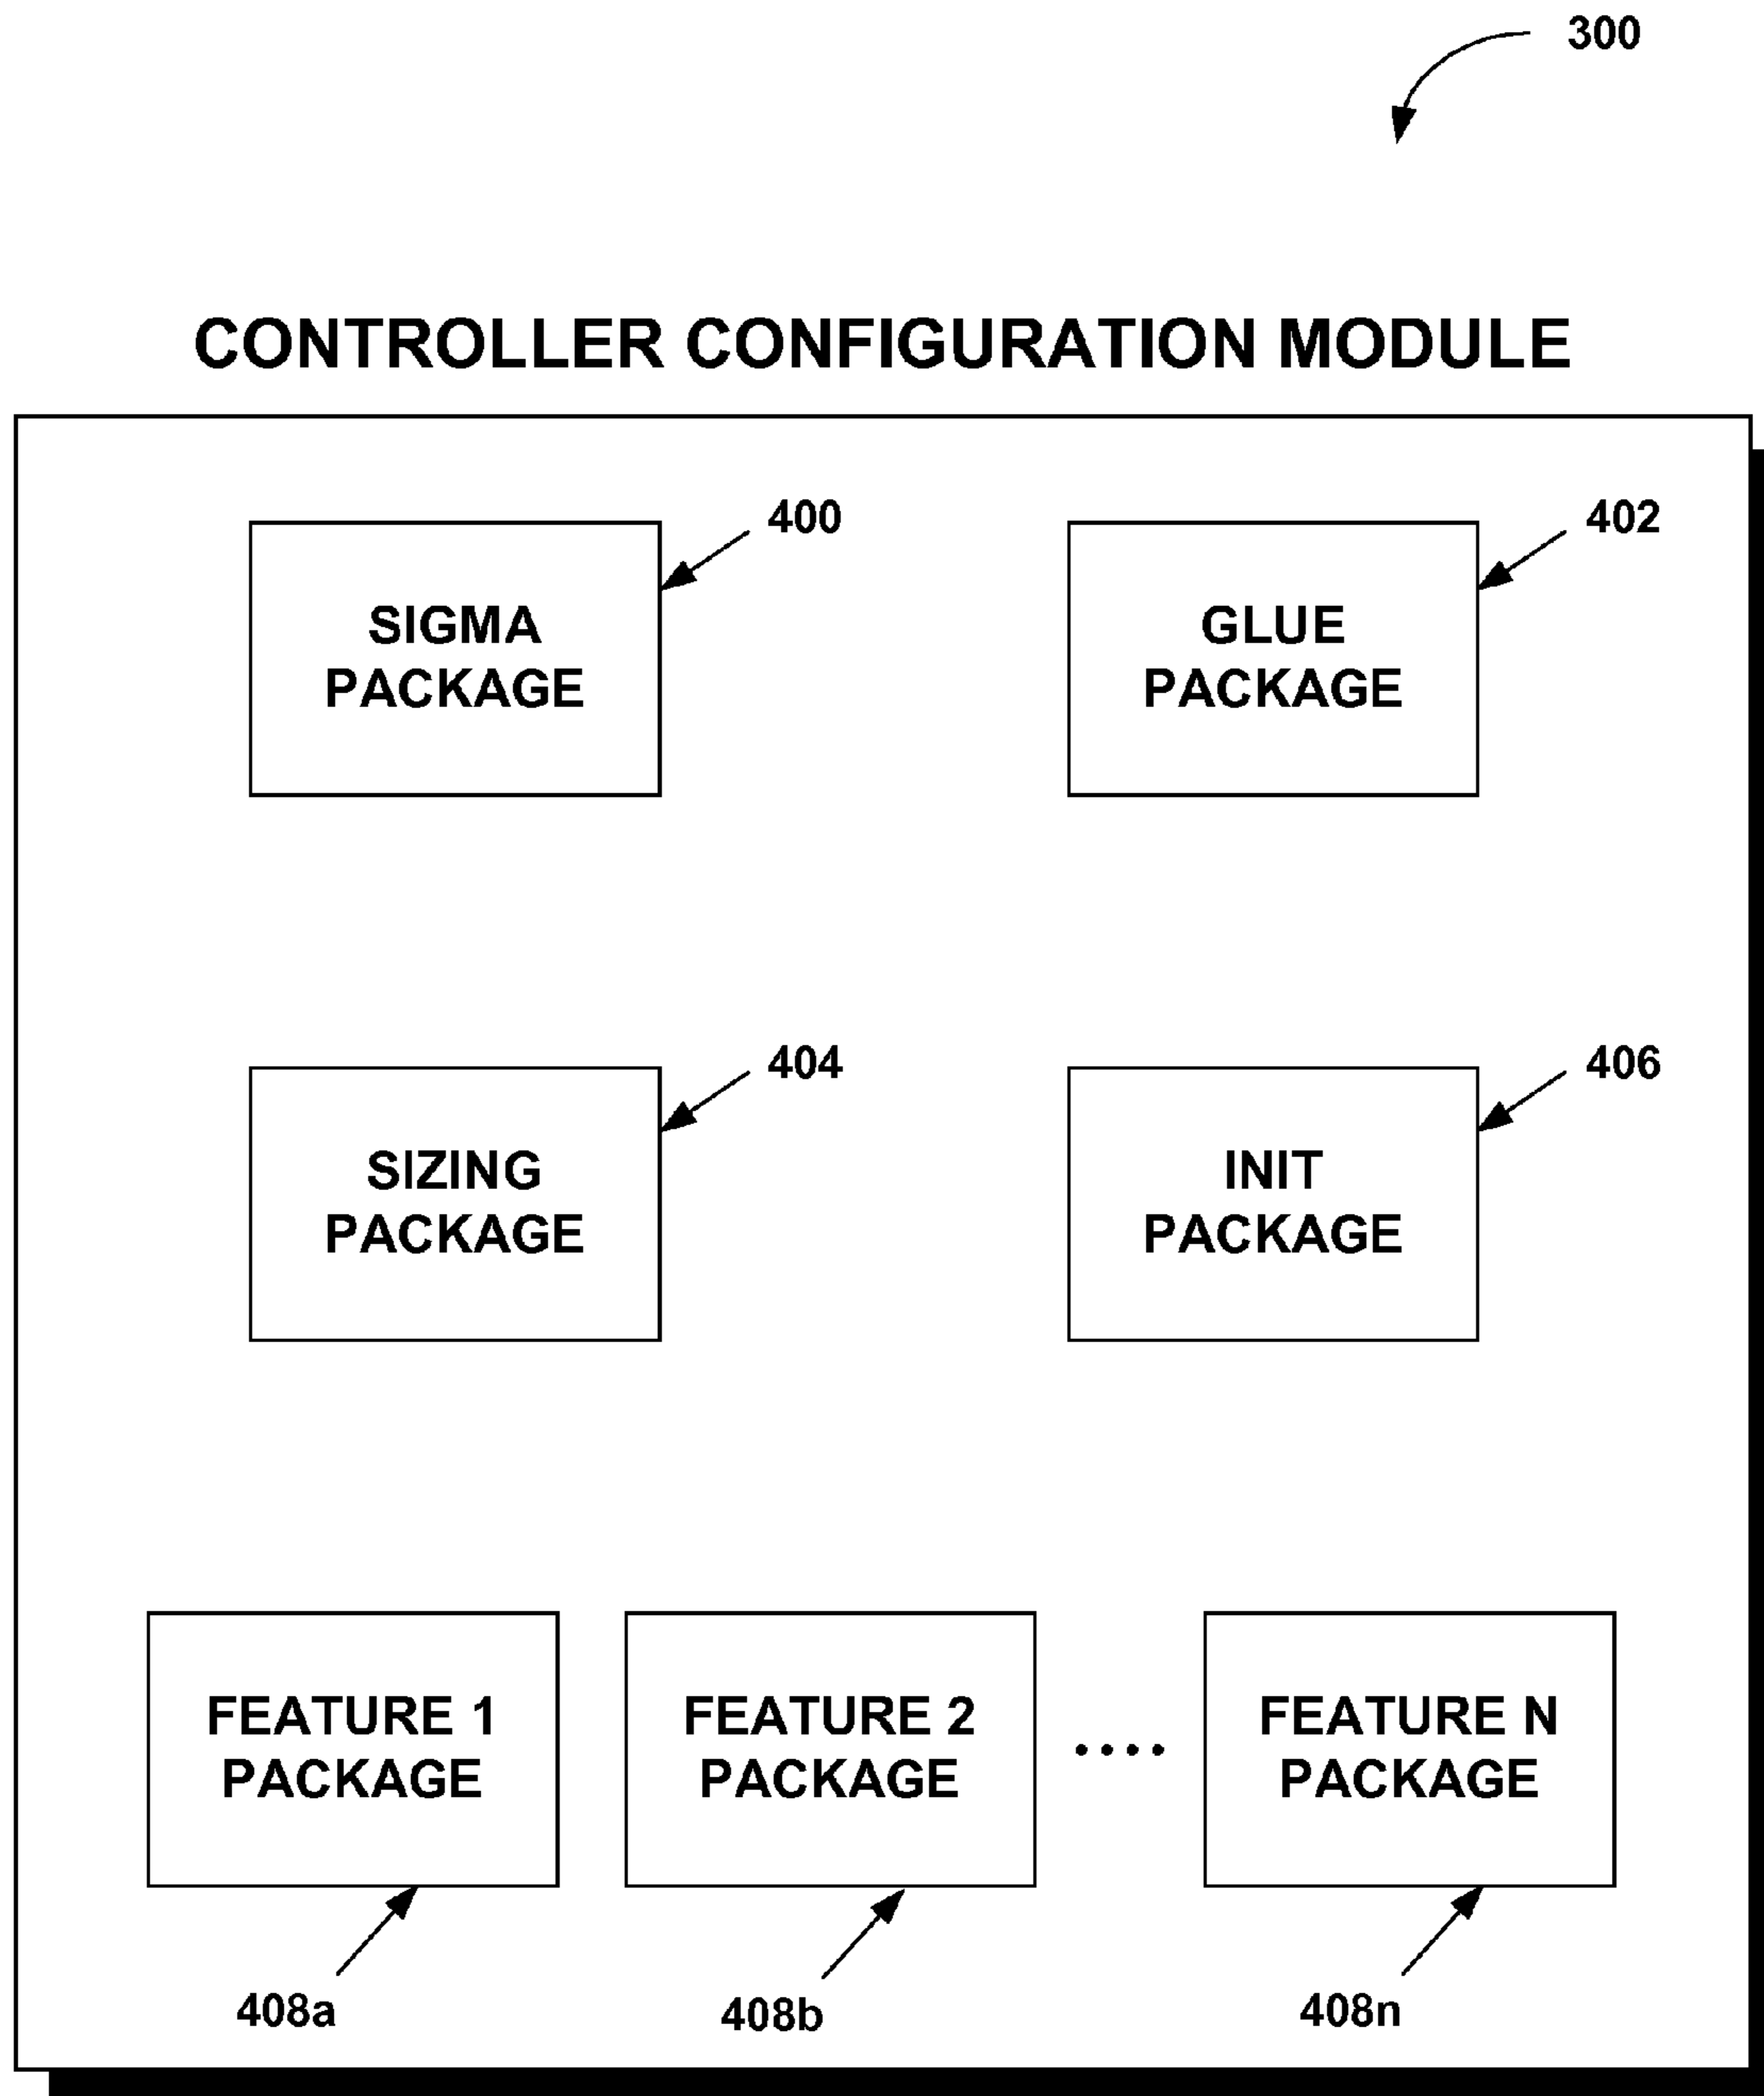 300
CONTROLLER CONFIGURATION MODULE
400
402
SIGMA
PACKAGE
GLUE
PACKAGE
404
406
SIZING
PACKAGE
INIT
PACKAGE
FEATURE 1
PACKAGE
FEATURE 2
PACKAGE
....
FEATURE N
PACKAGE
408a
408b
408n